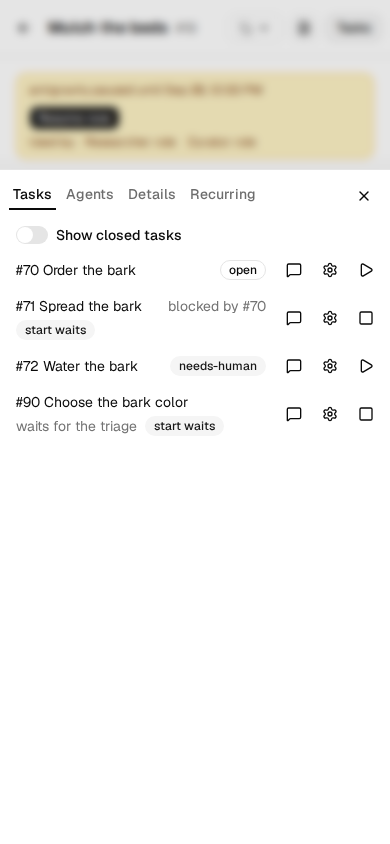 Tasks Agents Details Recurring
Show closed tasks
#70 Order the bark open
#71 Spread the bark blocked by #70
start waits
#72 Water the bark needs-human
#90 Choose the bark color
waits for the triage start waits